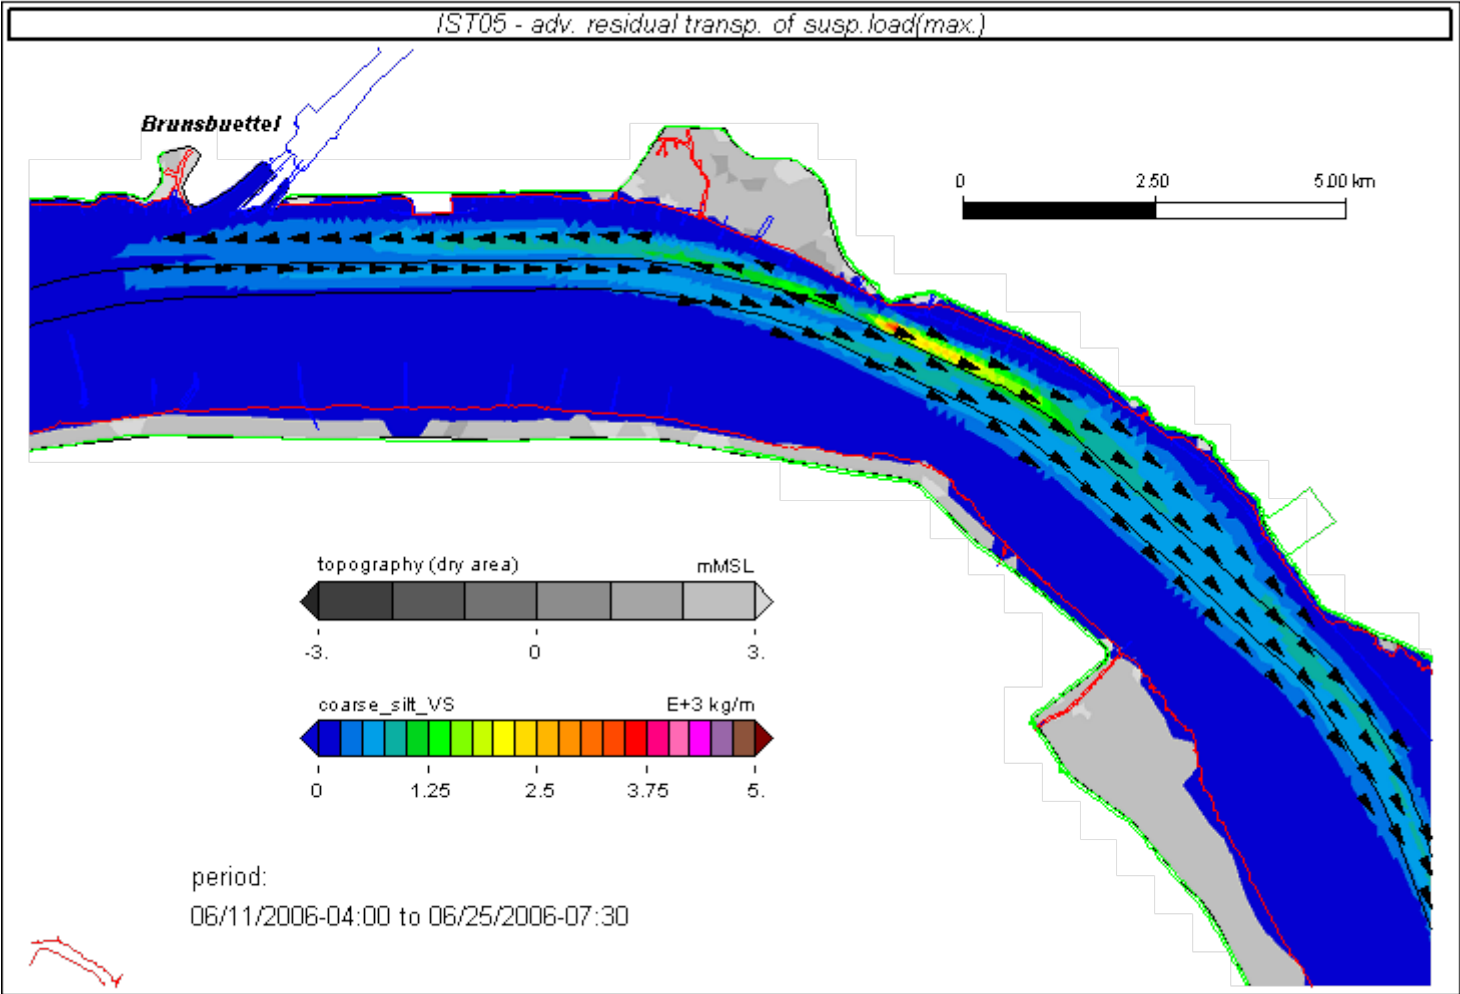 IST05 - adv. residual transp. of susp.load(max.)
Brunsbuettel
0 2.50 5.00 km
topography (dry area) mMSL
-3. 0 3.
coarse_silt_VS E+3 kg/m
0 1.25 2.5 3.75 5.
period:
06/11/2006-04:00 to 06/25/2006-07:30